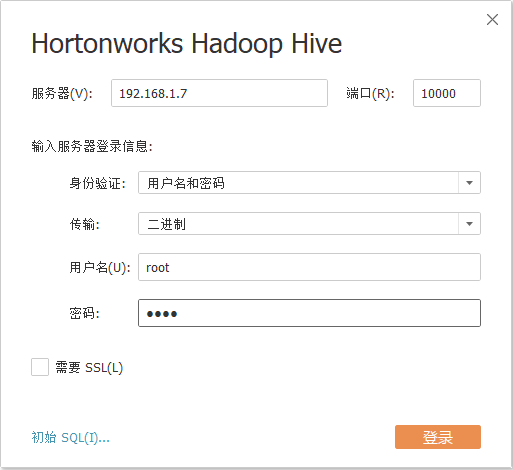 Hortonworks Hadoop Hive
服务器(V): 192.168.1.7 端口(R): 10000
输入服务器登录信息:
身份验证: 用户名和密码
传输: 二进制
用户名(U): root
密码: ●●●●
需要 SSL(L)
初始 SQL(I)... 登录